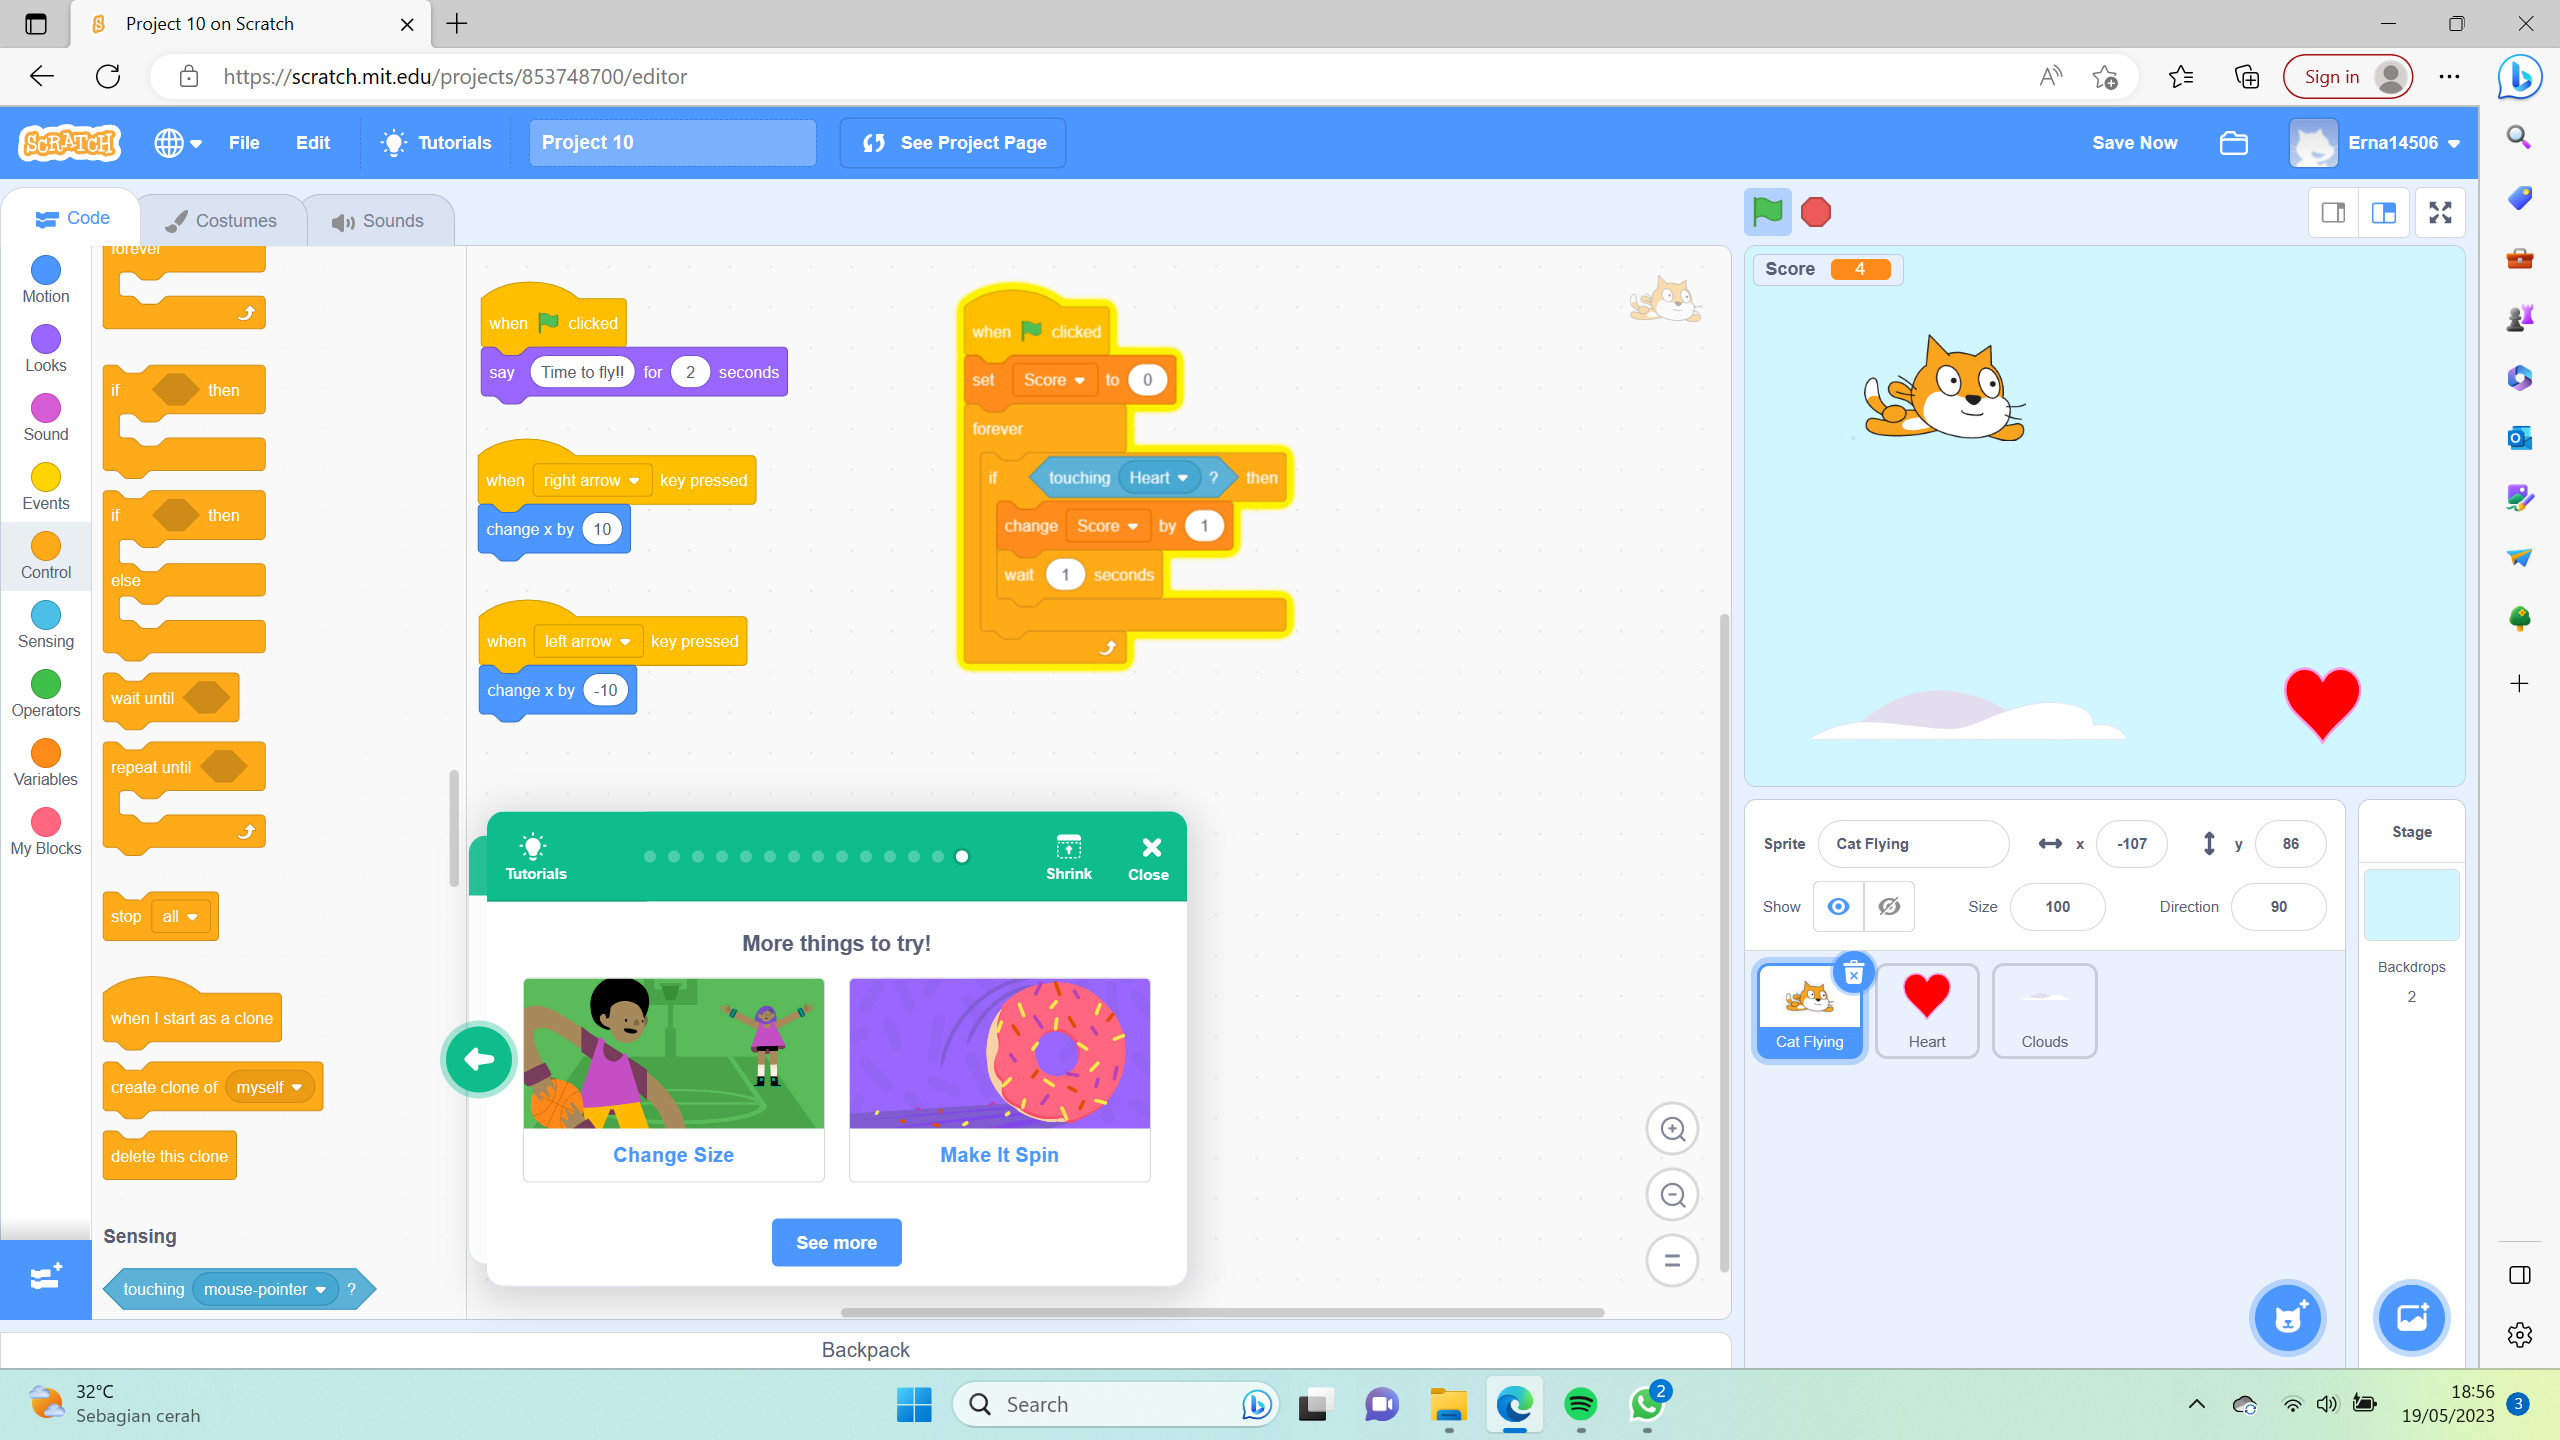 Project 10 on Scratch
https://scratch.mit.edu/projects/853748700/editor
Sign in
SCRATCH
File
Edit
Tutorials
Project 10
See Project Page
Save Now
Erna14506
Code
Costumes
Sounds
Motion
Looks
Sound
Events
Control
Sensing
Operators
Variables
My Blocks
forever
if then
if then
else
wait until
repeat until
stop all
when I start as a clone
create clone of myself
delete this clone
Sensing
touching mouse-pointer ?
when clicked
say Time to fly!! for 2 seconds
when right arrow key pressed
change x by 10
when left arrow key pressed
change x by -10
when clicked
set Score to 0
forever
if touching Heart ? then
change Score by 1
wait 1 seconds
Tutorials
Shrink
Close
More things to try!
Change Size
Make It Spin
See more
Backpack
Score 4
Sprite Cat Flying x -107 y 86
Show Size 100 Direction 90
Cat Flying
Heart
Clouds
Stage
Backdrops
2
32°C
Sebagian cerah
Search
2
18:56
19/05/2023
3